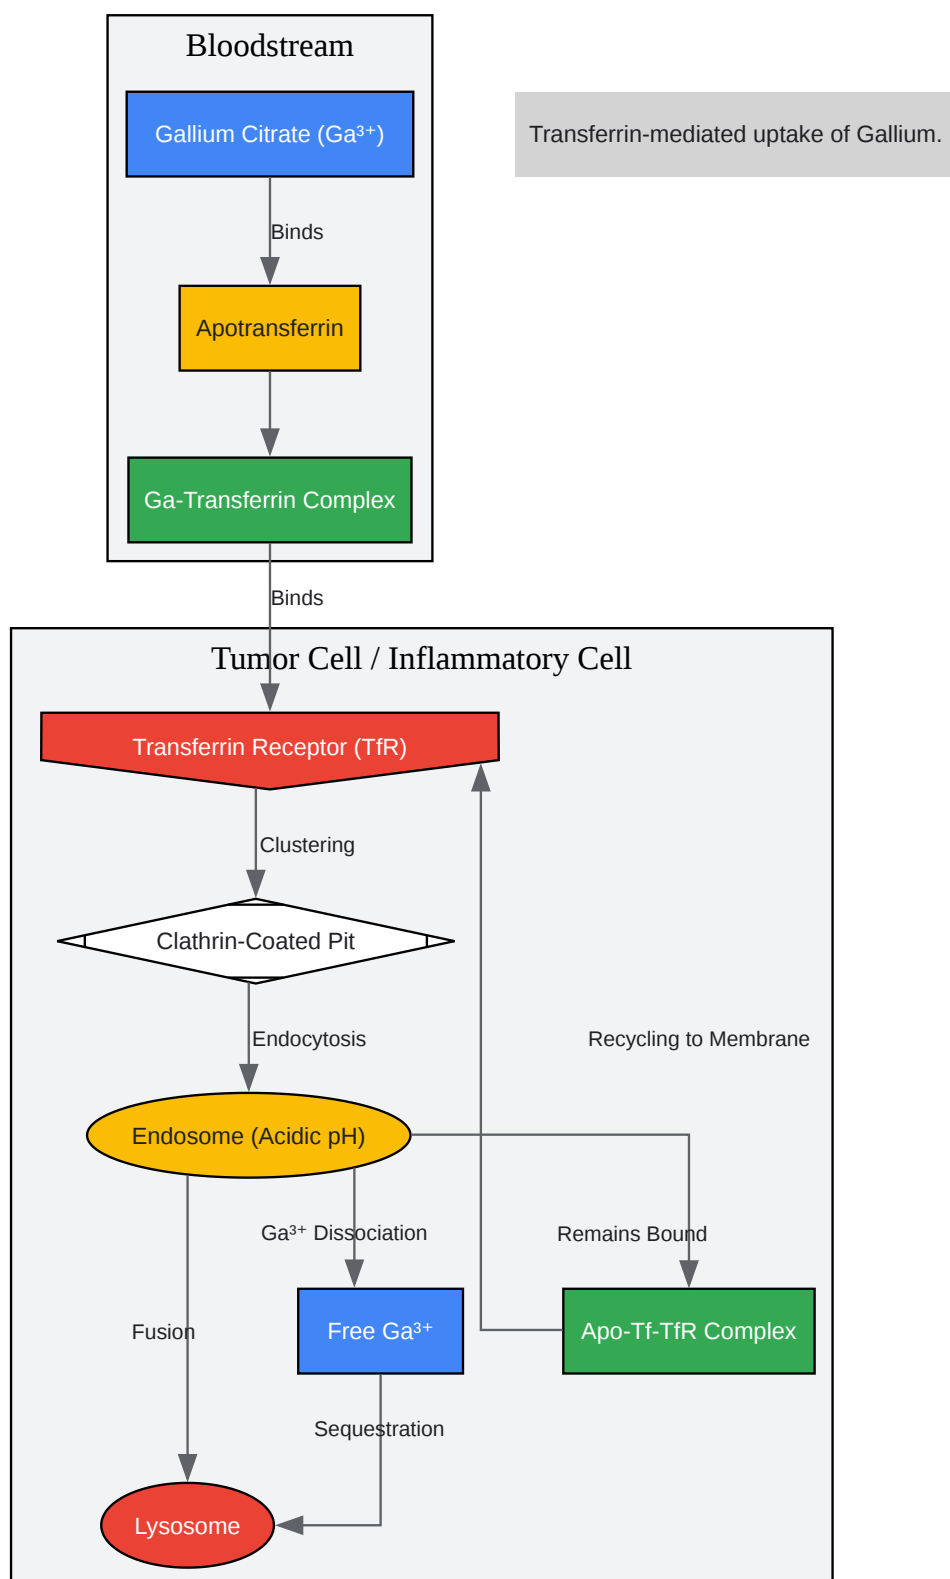 Bloodstream
Gallium Citrate (Ga³⁺)
Transferrin-mediated uptake of Gallium.
Binds
Apotransferrin
Ga-Transferrin Complex
Binds
Tumor Cell / Inflammatory Cell
Transferrin Receptor (TfR)
Clustering
Clathrin-Coated Pit
Endocytosis
Recycling to Membrane
Endosome (Acidic pH)
Ga³⁺ Dissociation
Remains Bound
Fusion
Free Ga³⁺
Apo-Tf-TfR Complex
Sequestration
Lysosome